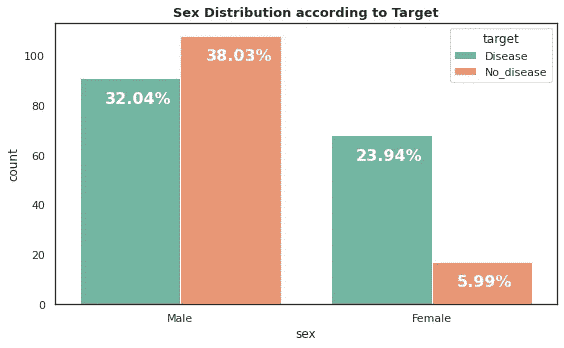 Sex Distribution according to Target
target
Disease
No_disease
100
80
60
40
20
0
count
32.04%
38.03%
23.94%
5.99%
Male
Female
sex